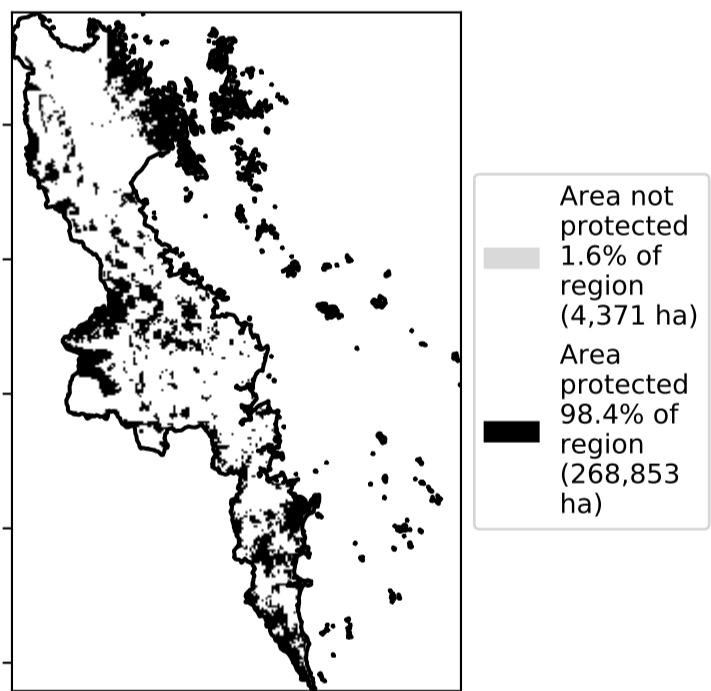 Area not
protected
1.6% of
region
(4,371 ha)
Area
protected
98.4% of
region
(268,853
ha)